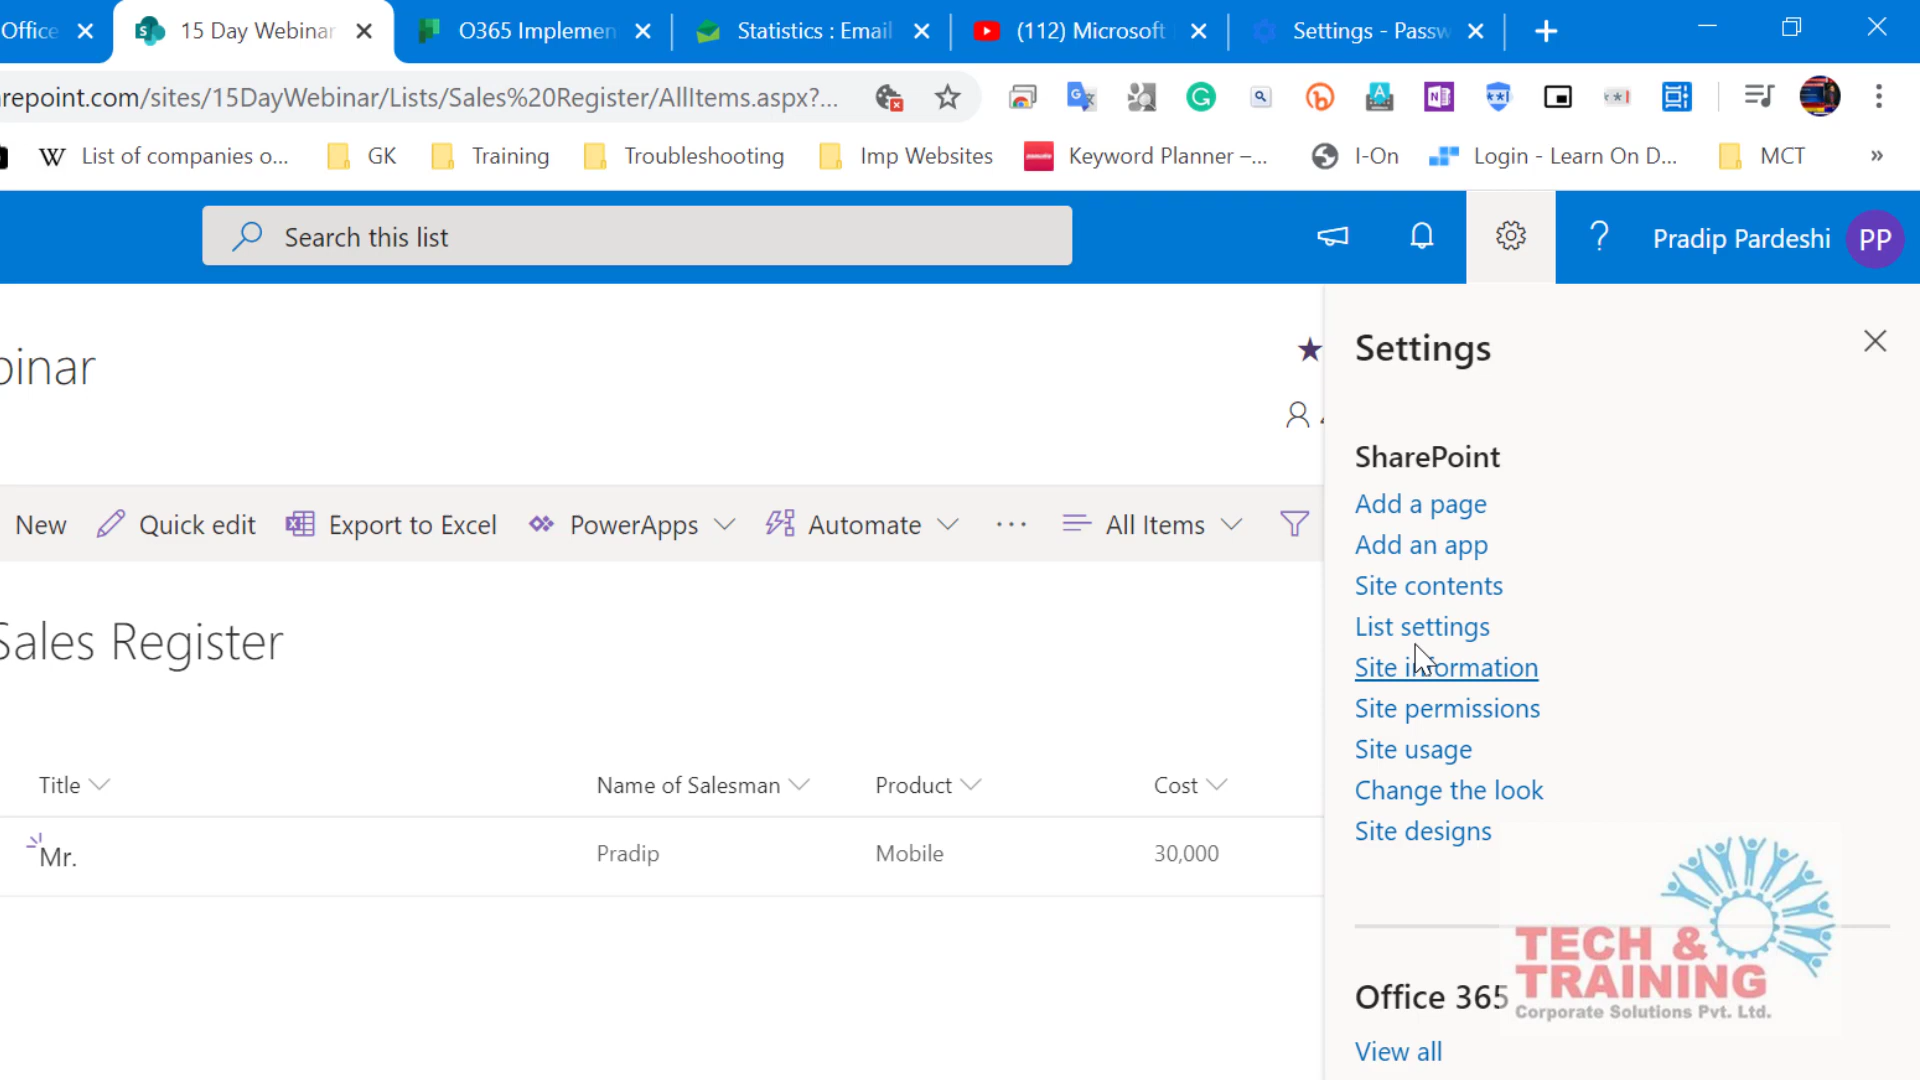 Office
15 Day Webinar
O365 Implemen
Statistics : Email
(112) Microsoft
Settings - Passw
repoint.com/sites/15DayWebinar/Lists/Sales%20Register/AllItems.aspx?...
W List of companies o...
GK
Training
Troubleshooting
Imp Websites
Keyword Planner –...
I-On
Login - Learn On D...
MCT
»
Search this list
?
Pradip Pardeshi
PP
binar
New
Quick edit
Export to Excel
PowerApps
Automate
...
All Items
Sales Register
Title
Name of Salesman
Product
Cost
Mr.
Pradip
Mobile
30,000
Settings
SharePoint
Add a page
Add an app
Site contents
List settings
Site information
Site permissions
Site usage
Change the look
Site designs
Office 365
View all
TECH &
TRAINING
Corporate Solutions Pvt. Ltd.